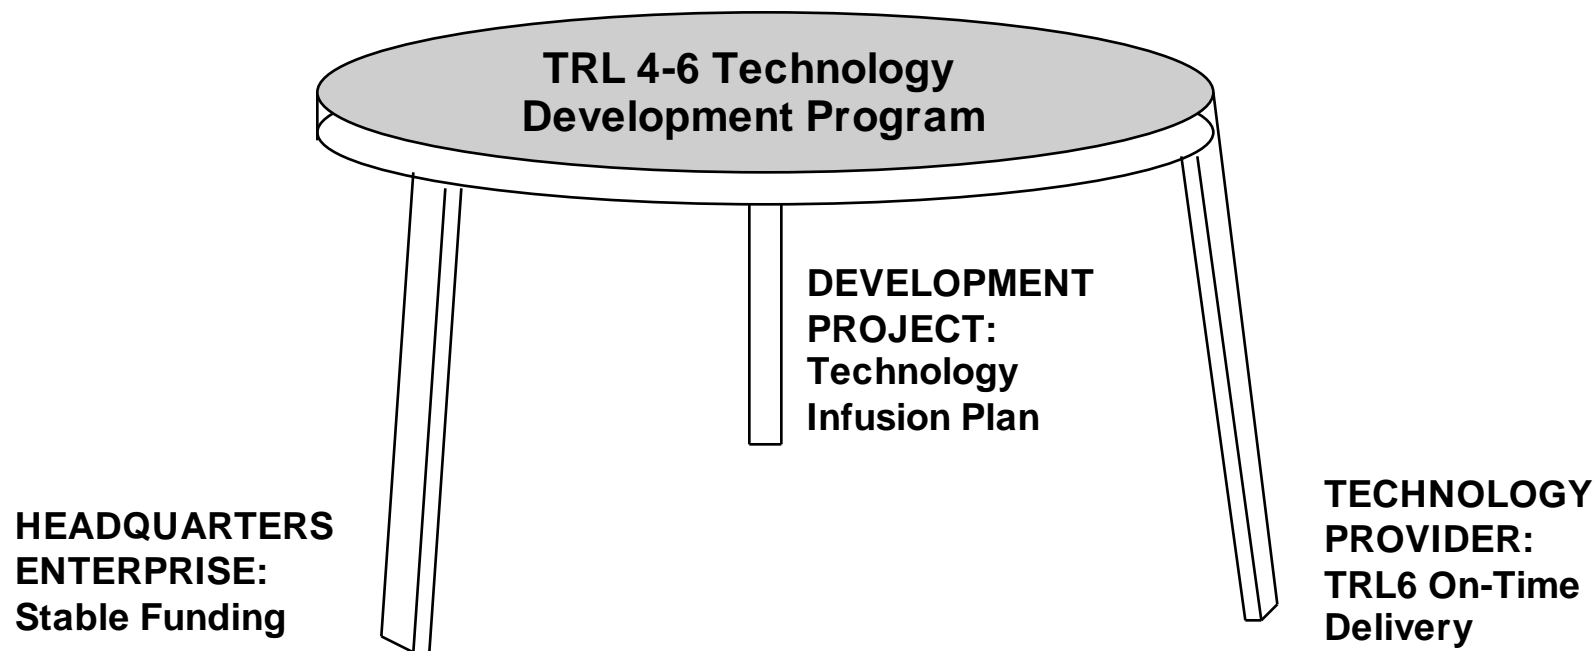 TRL 4-6 Technology
Development Program
DEVELOPMENT
PROJECT:
Technology
Infusion Plan
HEADQUARTERS
ENTERPRISE:
Stable Funding
TECHNOLOGY
PROVIDER:
TRL6 On-Time
Delivery